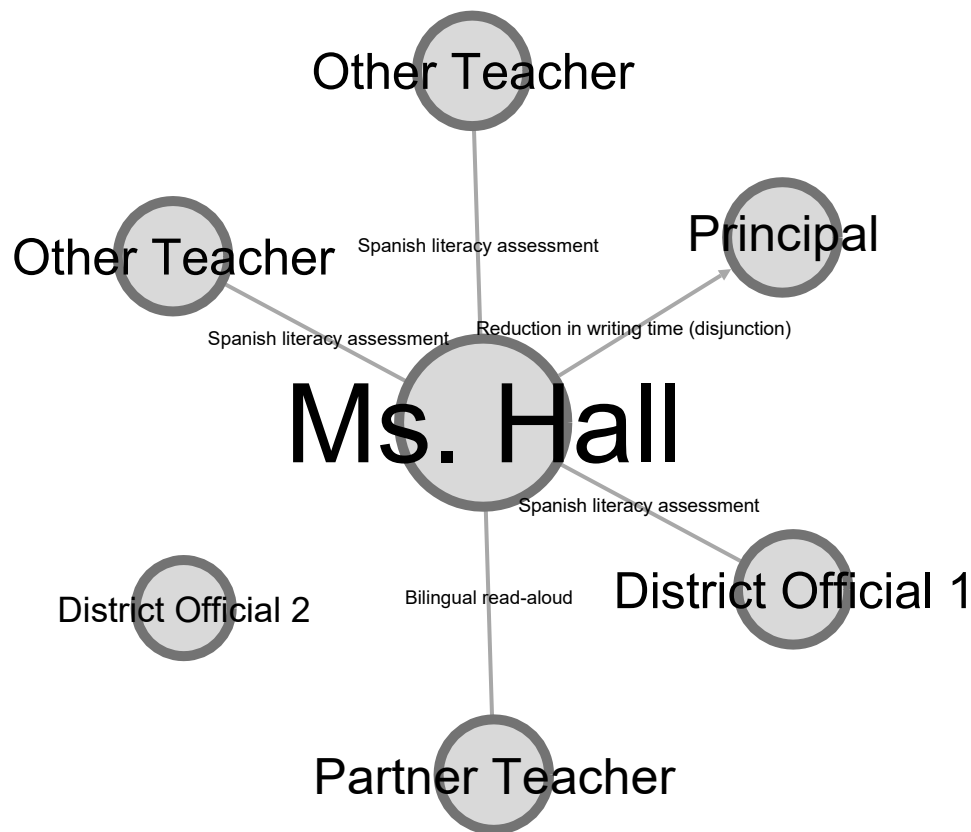 Other Teacher
Principal
Other Teacher
Spanish literacy assessment
Reduction in writing time (disjunction)
Spanish literacy assessment
Ms. Hall
Spanish literacy assessment
Bilingual read-aloud
District Official 1
District Official 2
Partner Teacher